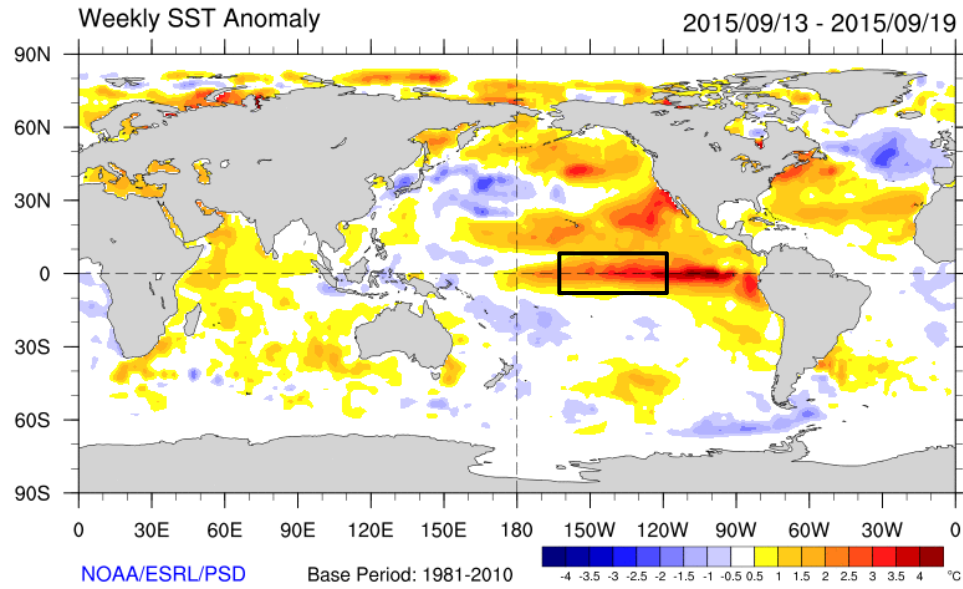 Weekly SST Anomaly 2015/09/13 - 2015/09/19
90N
60N
30N
0
30S
60S
90S
0 30E 60E 90E 120E 150E 180 150W 120W 90W 60W 30W 0
NOAA/ESRL/PSD Base Period: 1981-2010
-4 -3.5 -3 -2.5 -2 -1.5 -1 -0.5 0.5 1 1.5 2 2.5 3 3.5 4 °C